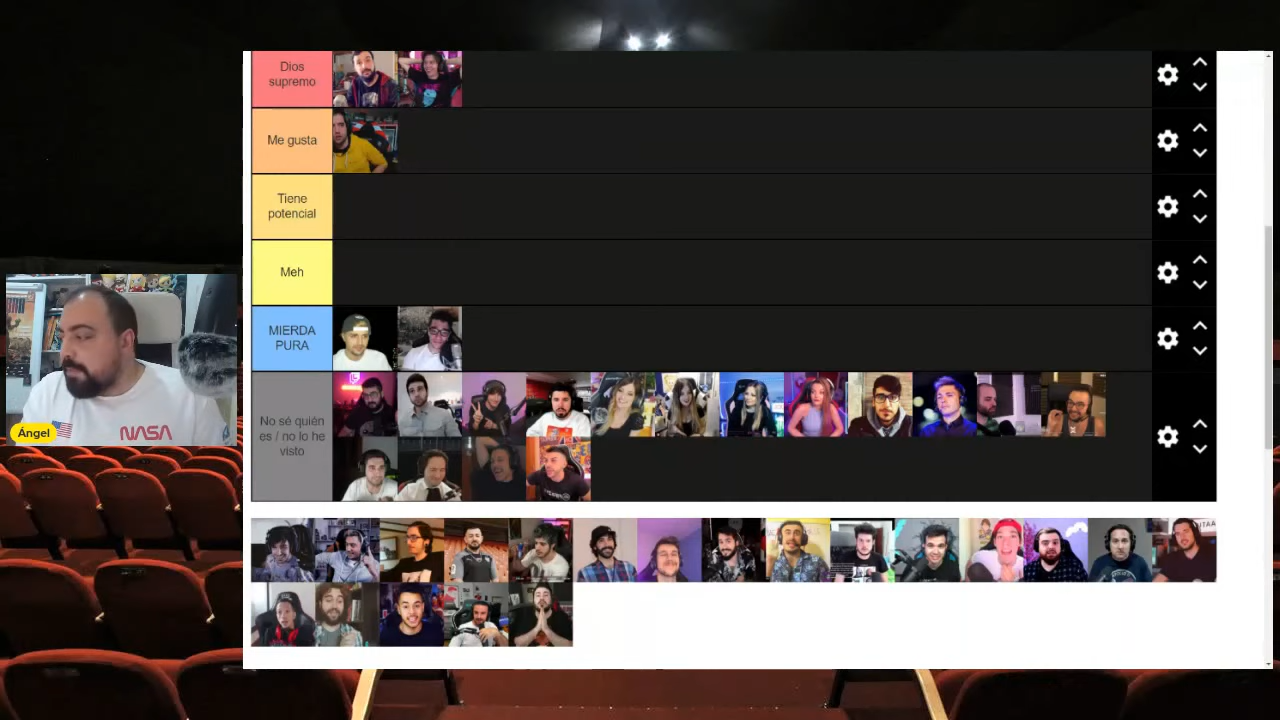 Dios
supremo
Me gusta
Tiene
potencial
Meh
MIERDA
PURA
No sé quién
es / no lo he
visto
Ángel
NASA